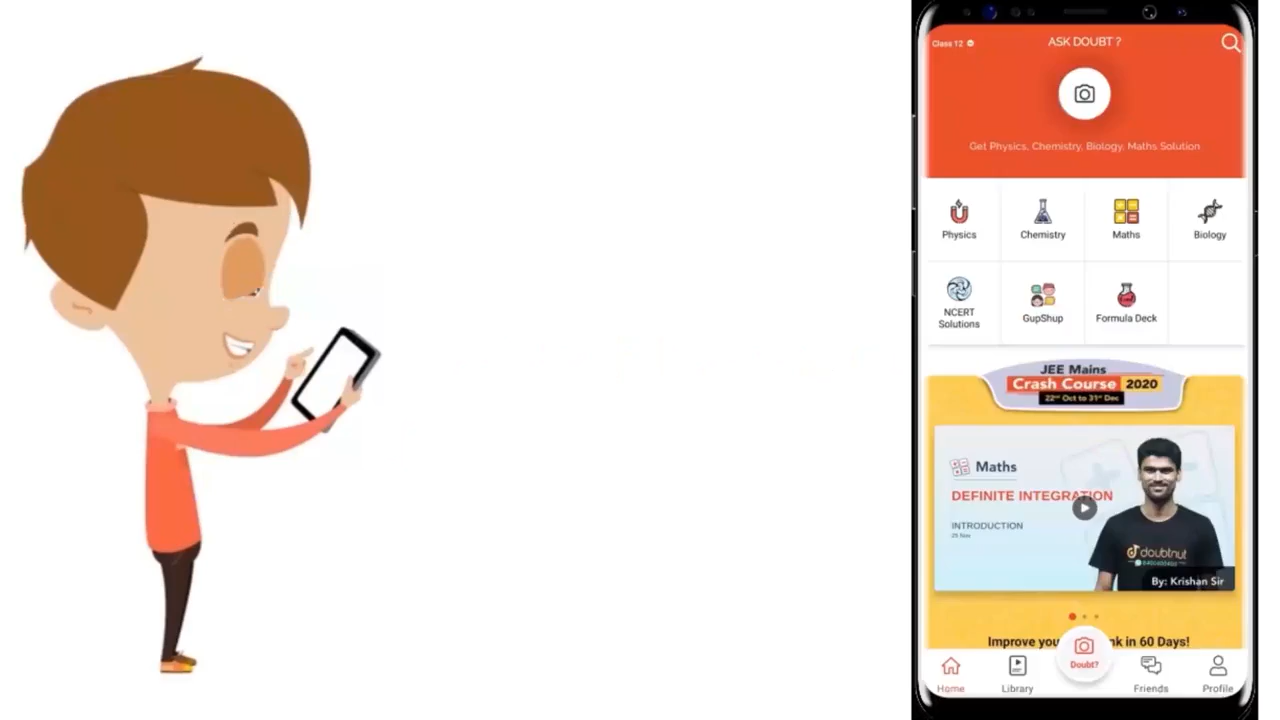 Class 12
ASK DOUBT ?
Get Physics, Chemistry, Biology, Maths Solution
Physics
Chemistry
Maths
Biology
NCERT
Solutions
GupShup
Formula Deck
JEE Mains
Crash Course 2020
22nd Oct to 31st Dec
Maths
DEFINITE INTEGRATION
INTRODUCTION
doubtnut
By: Krishan Sir
Improve you nk in 60 Days!
Doubt?
Home
Library
Friends
Profile